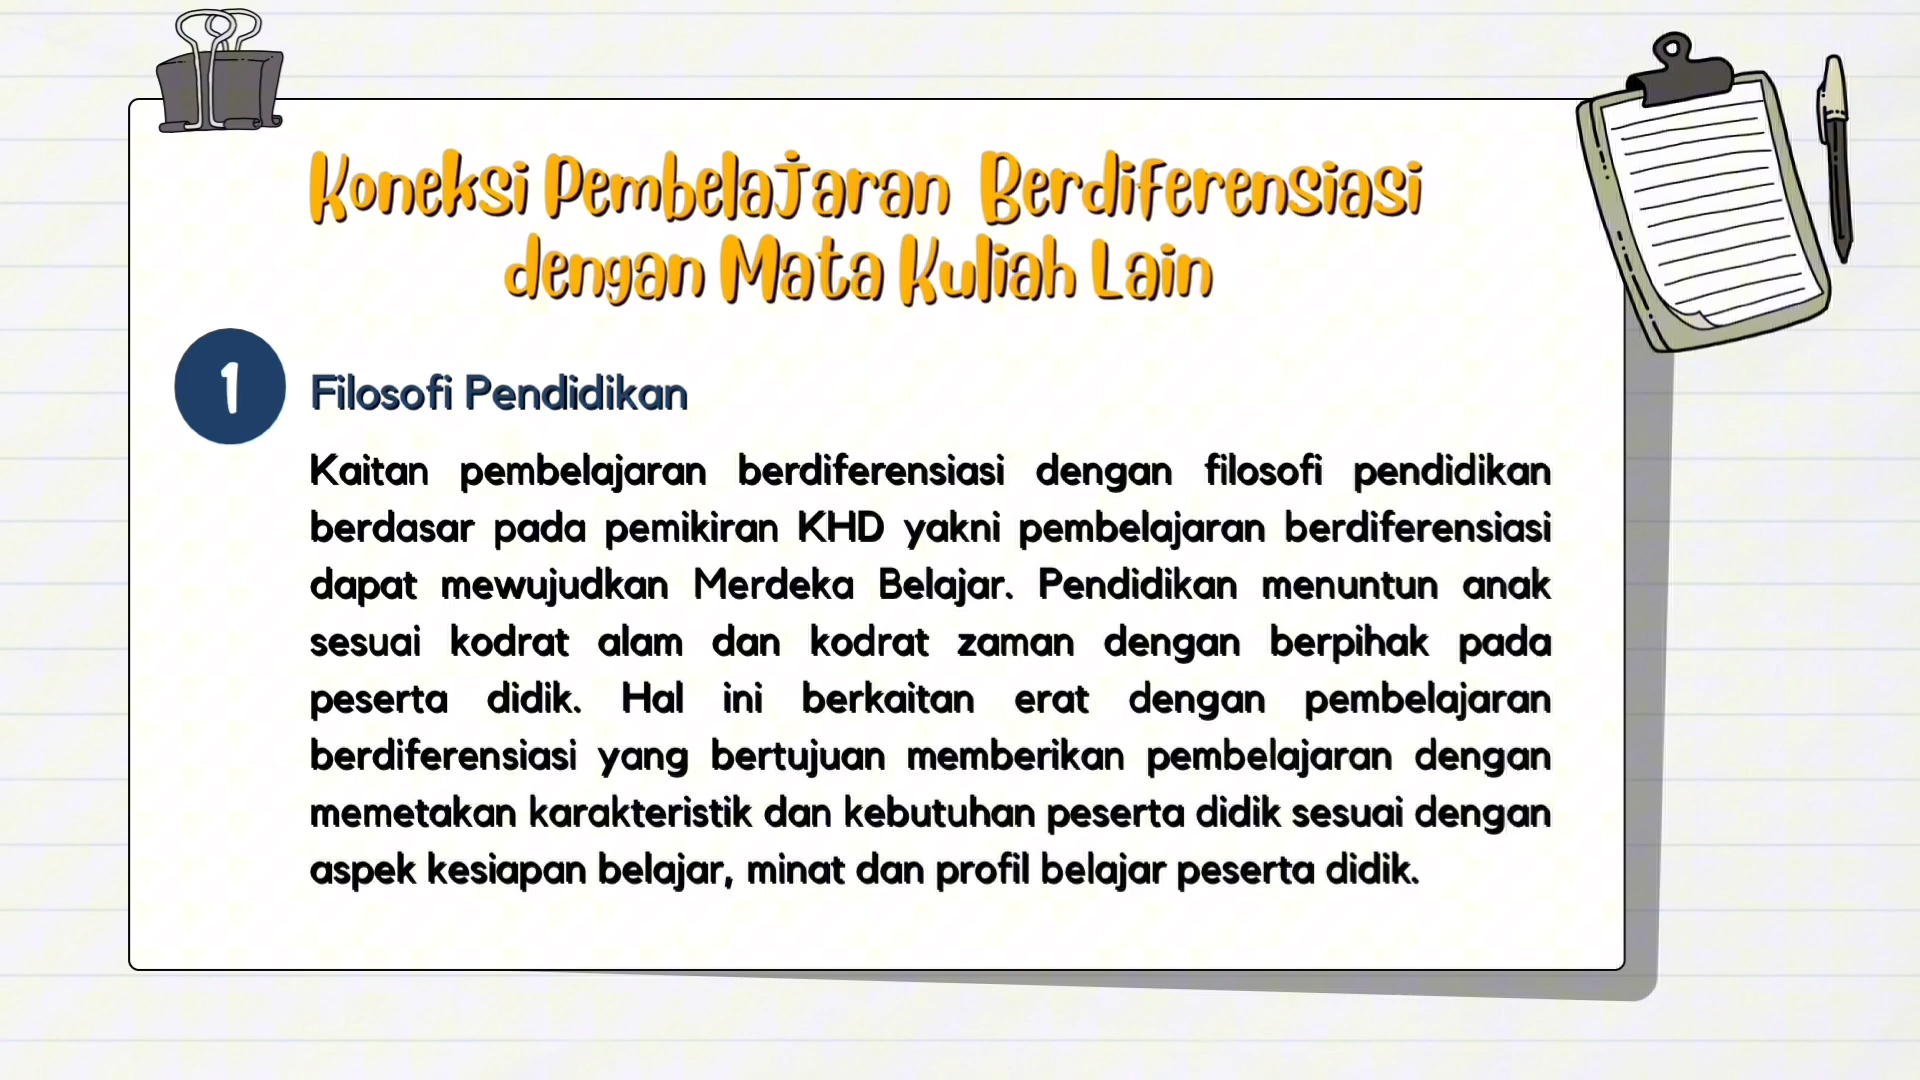 Koneksi Pembelajaran Berdiferensiasi
dengan Mata Kuliah Lain
1
Filosofi Pendidikan
Kaitan pembelajaran berdiferensiasi dengan filosofi pendidikan
berdasar pada pemikiran KHD yakni pembelajaran berdiferensiasi
dapat mewujudkan Merdeka Belajar. Pendidikan menuntun anak
sesuai kodrat alam dan kodrat zaman dengan berpihak pada
peserta didik. Hal ini berkaitan erat dengan pembelajaran
berdiferensiasi yang bertujuan memberikan pembelajaran dengan
memetakan karakteristik dan kebutuhan peserta didik sesuai dengan
aspek kesiapan belajar, minat dan profil belajar peserta didik.